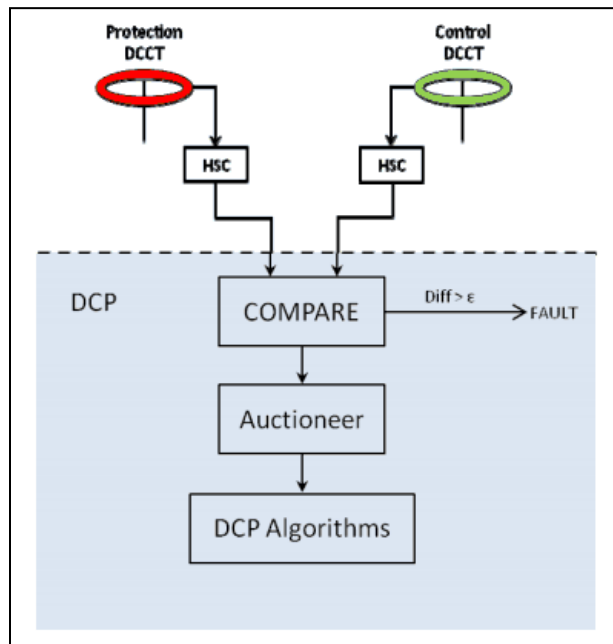 Protection
DCCT
Control
DCCT
HSC
HSC
DCP
COMPARE
Diff > ε
FAULT
Auctioneer
DCP Algorithms